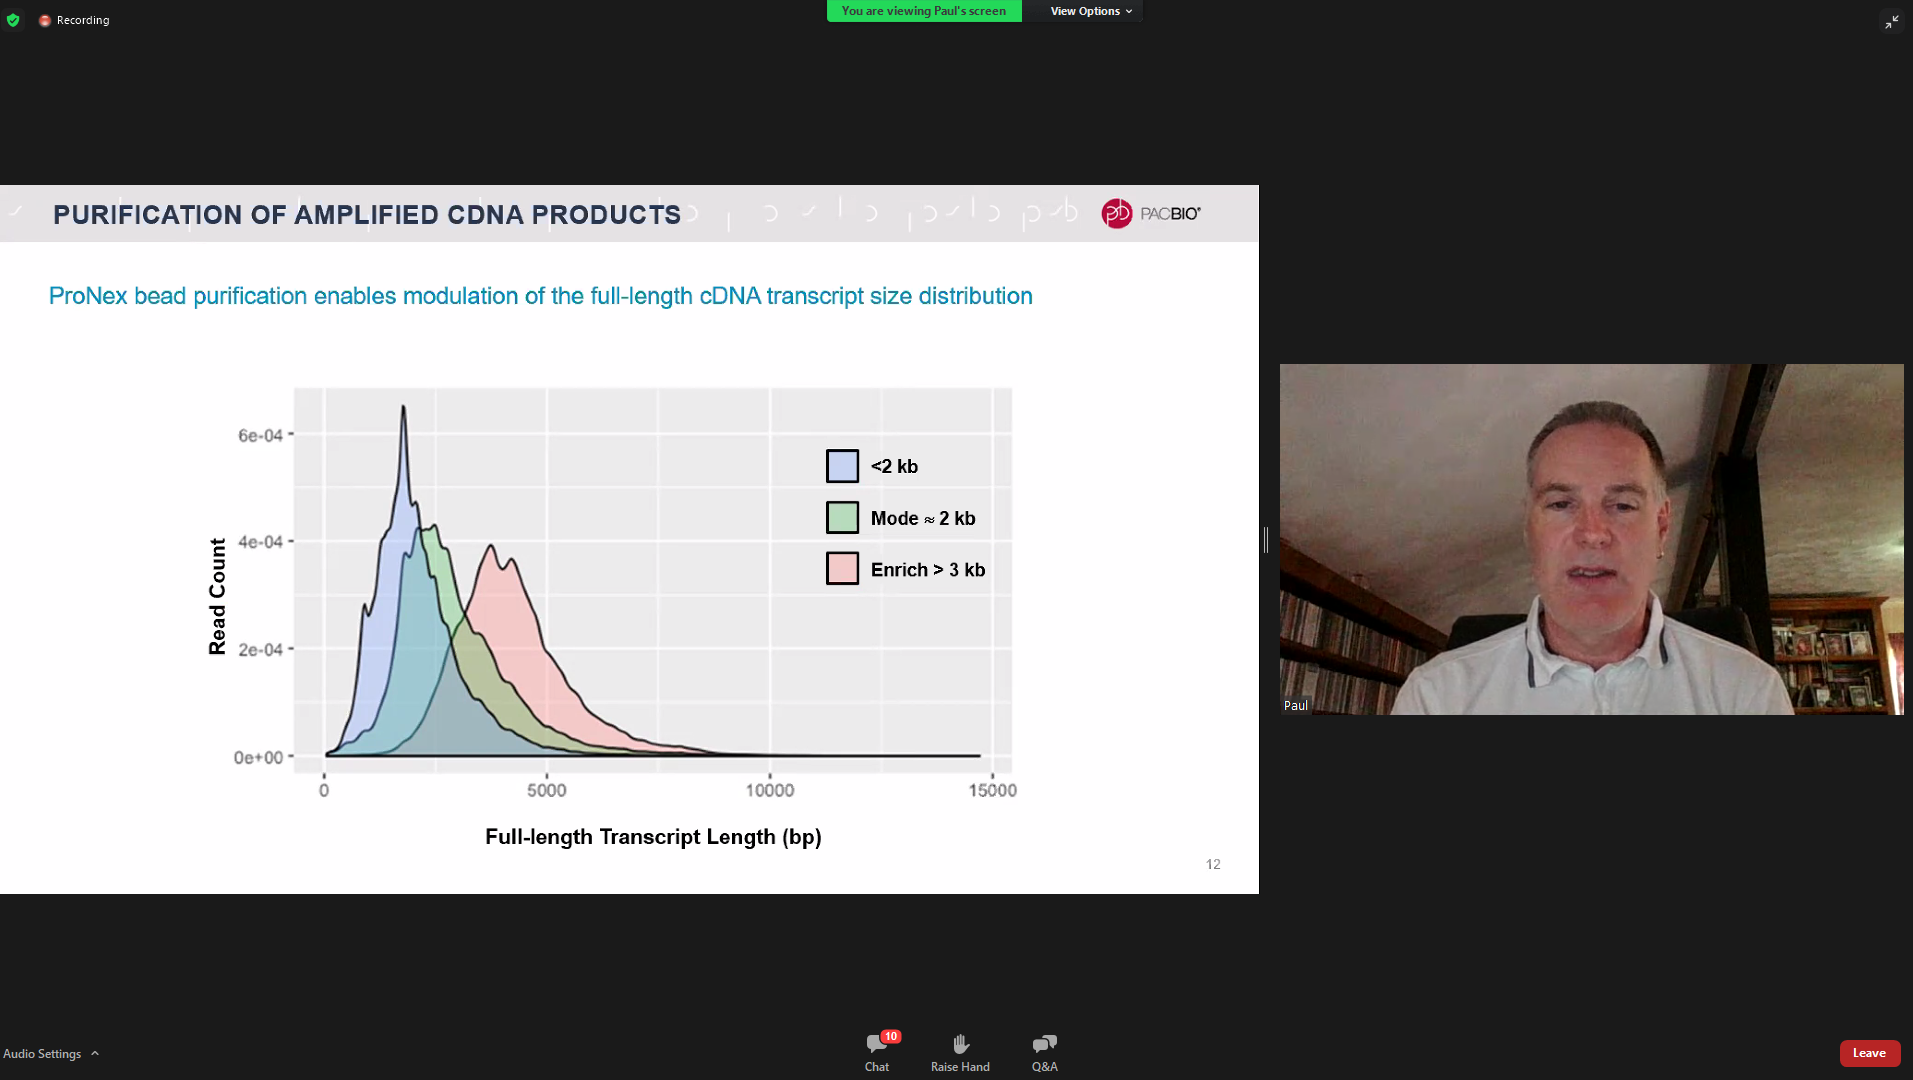 Recording
You are viewing Paul's screen
View Options
PURIFICATION OF AMPLIFIED CDNA PRODUCTS
PACBIO®
ProNex bead purification enables modulation of the full-length cDNA transcript size distribution
6e-04
4e-04
2e-04
0e+00
Read Count
<2 kb
Mode ≈ 2 kb
Enrich > 3 kb
0 5000 10000 15000
Full-length Transcript Length (bp)
12
Paul
Audio Settings
10
Chat
Raise Hand
Q&A
Leave